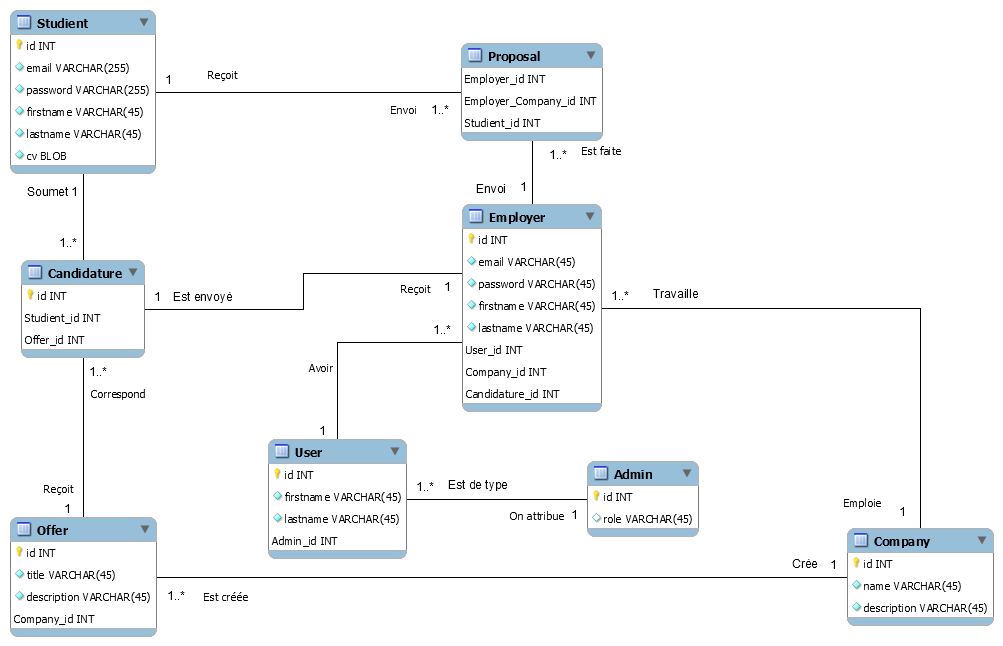 Studient
id INT
email VARCHAR(255)
password VARCHAR(255)
firstname VARCHAR(45)
lastname VARCHAR(45)
cv BLOB
1
Reçoit
Envoi
1..*
Proposal
Employer_id INT
Employer_Company_id INT
Studient_id INT
1..*
Est faite
Envoi
1
Soumet 1
1..*
Employer
id INT
email VARCHAR(45)
password VARCHAR(45)
firstname VARCHAR(45)
lastname VARCHAR(45)
User_id INT
Company_id INT
Candidature_id INT
Candidature
id INT
Studient_id INT
Offer_id INT
1
Est envoyé
Reçoit
1
1..*
Travaille
1..*
Avoir
1
1..*
Correspond
Reçoit
1
User
id INT
firstname VARCHAR(45)
lastname VARCHAR(45)
Admin_id INT
1..*
Est de type
On attribue
1
Admin
id INT
role VARCHAR(45)
Emploie
1
Offer
id INT
title VARCHAR(45)
description VARCHAR(45)
Company_id INT
1..*
Est créée
Crée
1
Company
id INT
name VARCHAR(45)
description VARCHAR(45)